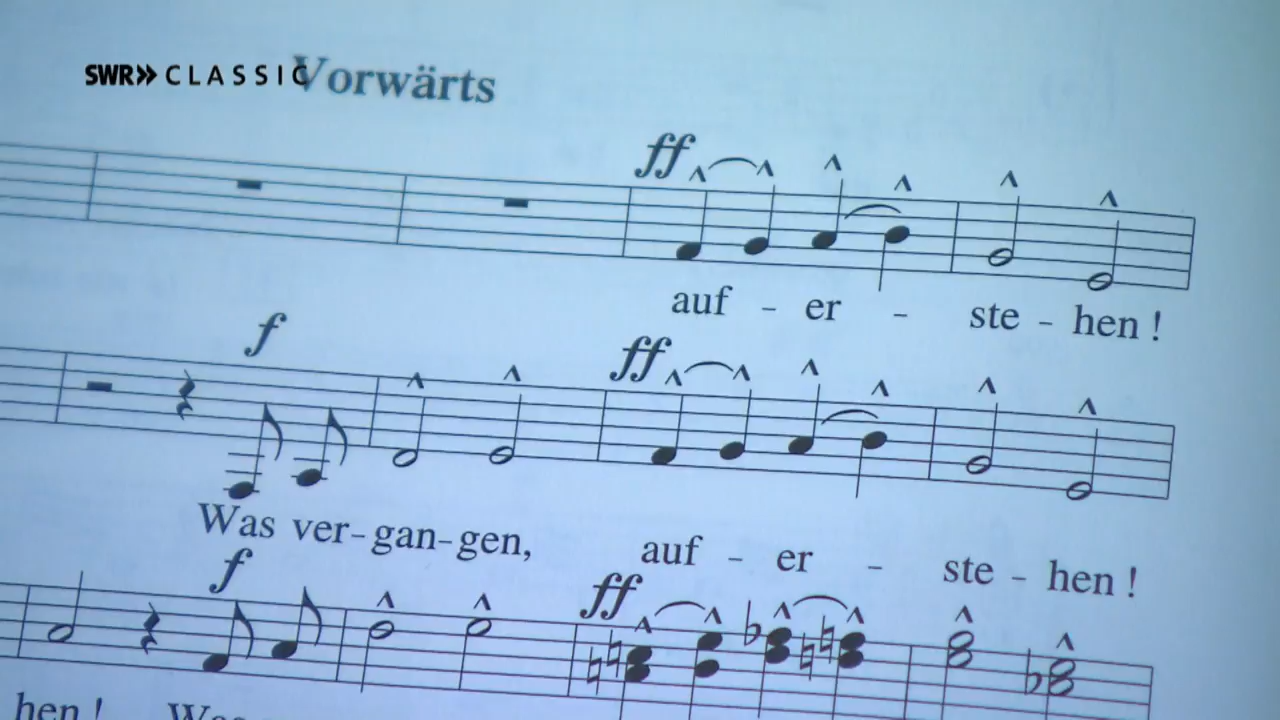 SWR» CLASSIC
Vorwärts
ff
auf - er - ste - hen !
f
ff
Was ver-gan-gen, auf - er - ste - hen !
f
ff
hen !